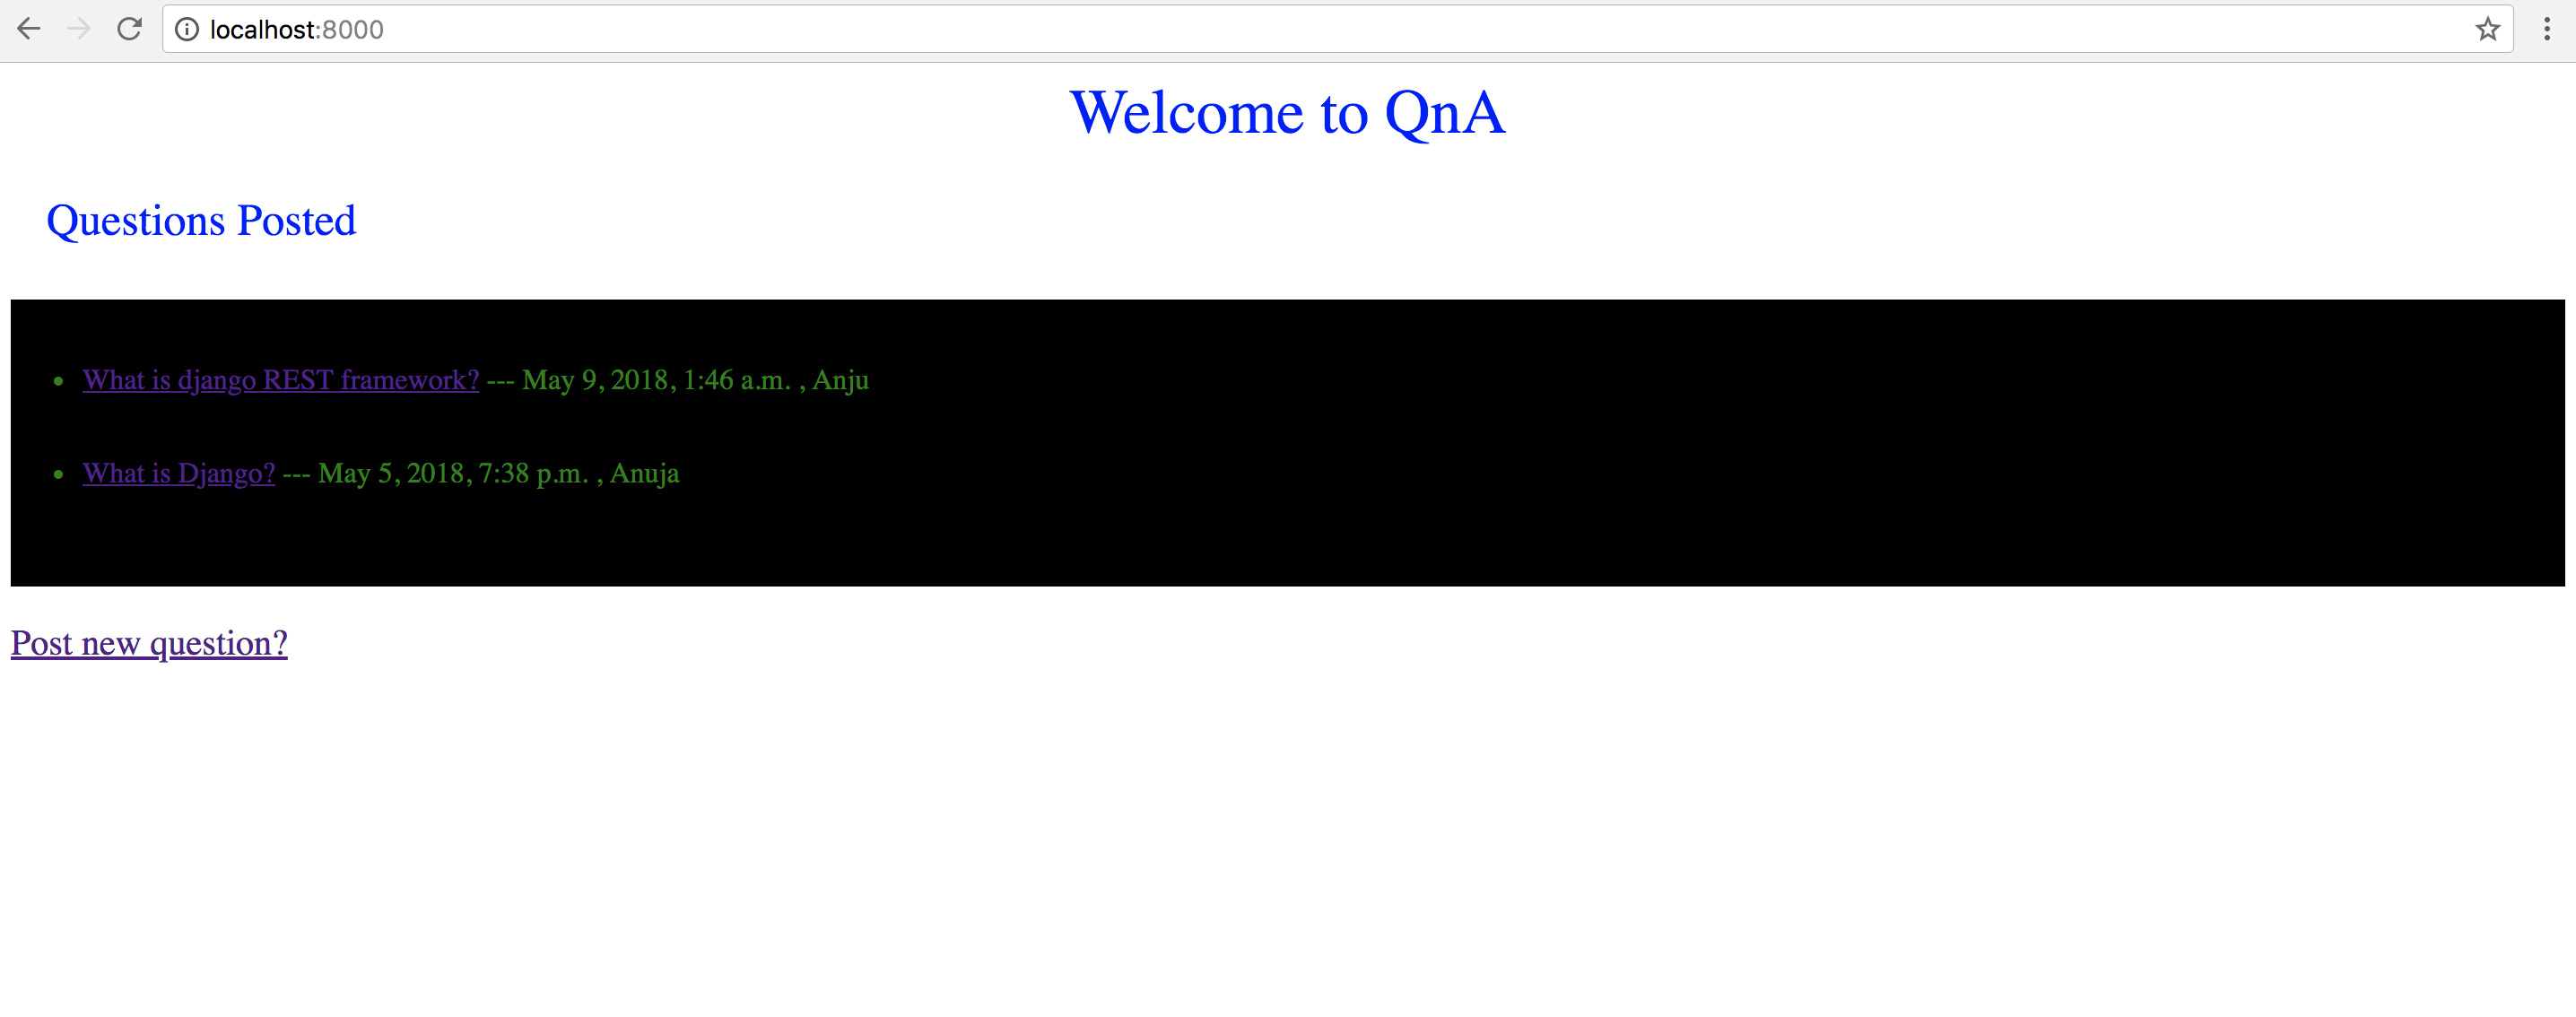 localhost:8000
Welcome to QnA
Questions Posted
• What is django REST framework? --- May 9, 2018, 1:46 a.m. , Anju
• What is Django? --- May 5, 2018, 7:38 p.m. , Anuja
Post new question?